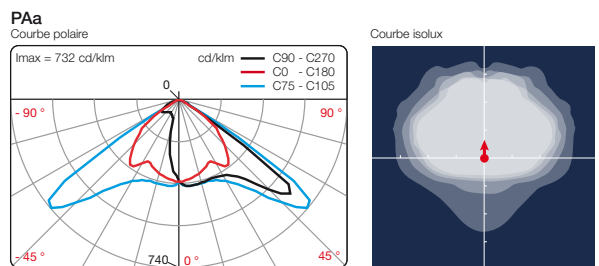 PAa
Courbe polaire
Courbe isolux
Imax = 732 cd/klm
cd/klm
C90 - C270
C0 - C180
C75 - C105
0
- 90 °
90 °
- 45 °
740
0 °
45 °